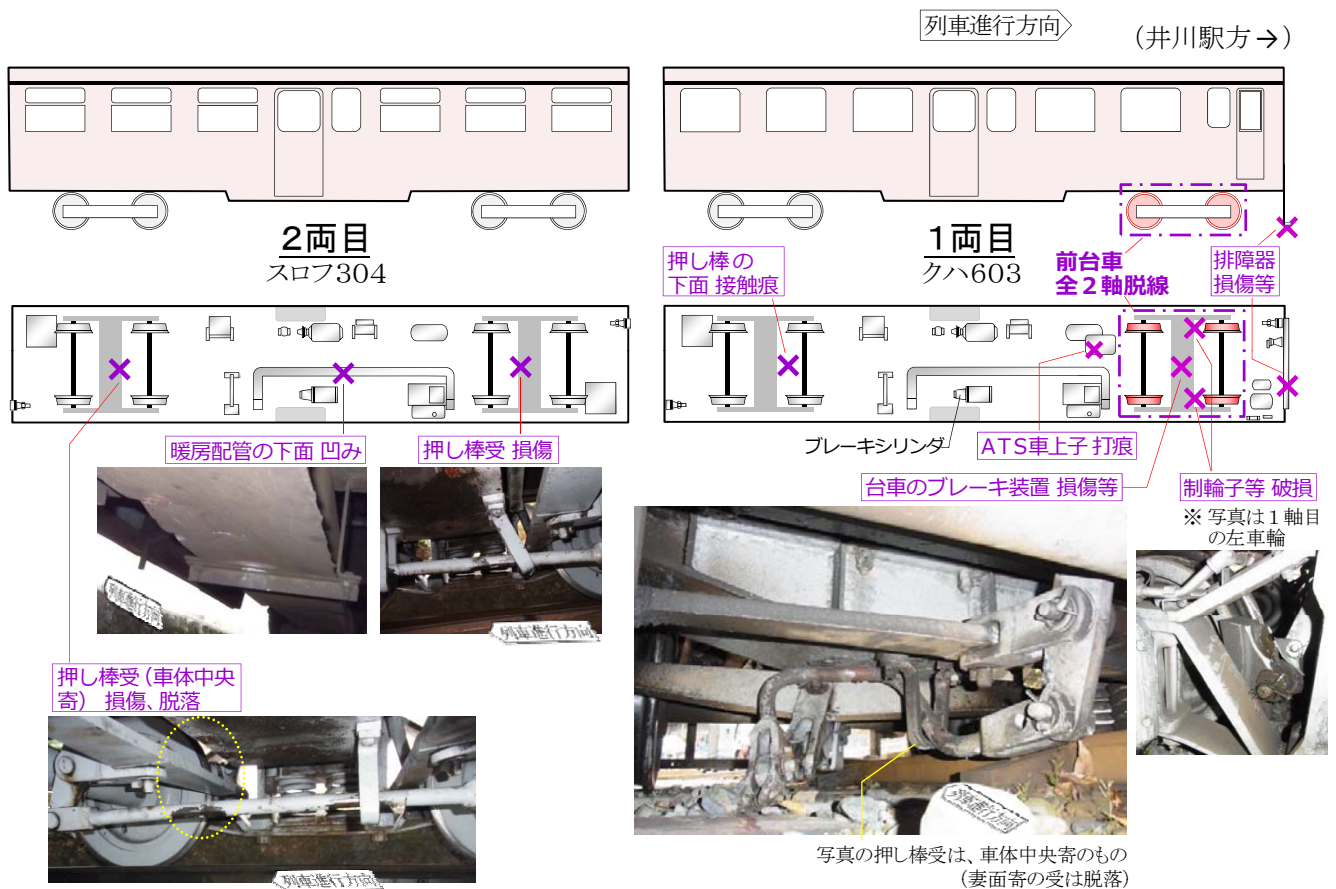 列車進行方向
（井川駅方→）
2両目
スロフ304
1両目
クハ603
押し棒の
下面 接触痕
前台車
全２軸脱線
排障器
損傷等
暖房配管の下面 凹み
押し棒受 損傷
ブレーキシリンダ
ATS車上子 打痕
台車のブレーキ装置 損傷等
制輪子等 破損
※ 写真は１軸目
の左車輪
列車進行方向
列車進行方向
押し棒受（車体中央
寄） 損傷、脱落
列車進行方向
列車進行方向
写真の押し棒受は、車体中央寄のもの
（妻面寄の受は脱落）